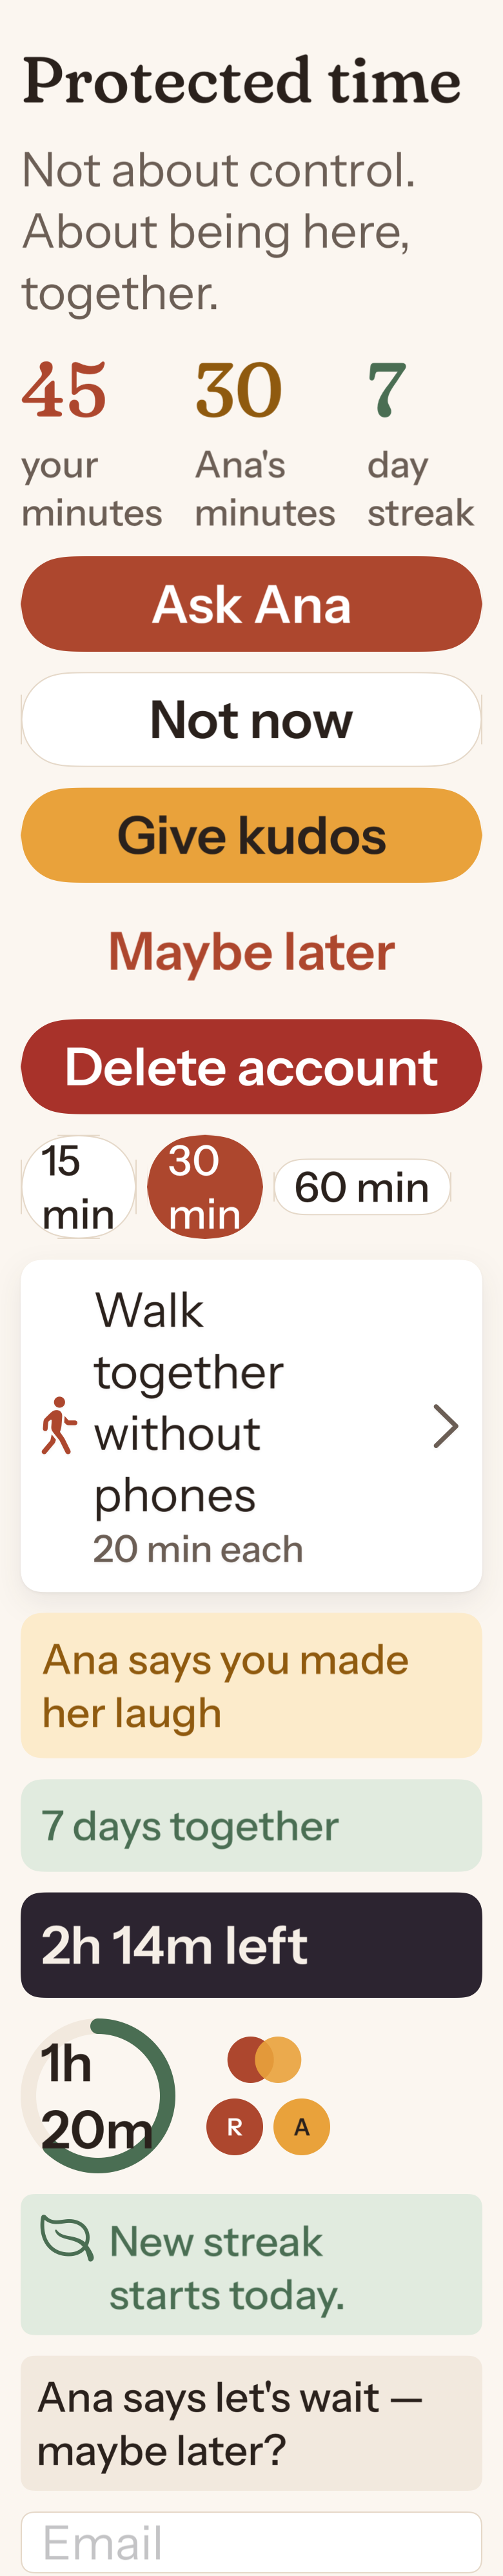 Protected time
Not about control.
About being here,
together.
45 30 7
your Ana's day
minutes minutes streak
Ask Ana
Not now
Give kudos
Maybe later
Delete account
15 min
30 min
60 min
Walk
together
without
phones
20 min each
Ana says you made
her laugh
7 days together
2h 14m left
1h
20m
R A
New streak
starts today.
Ana says let's wait —
maybe later?
Email